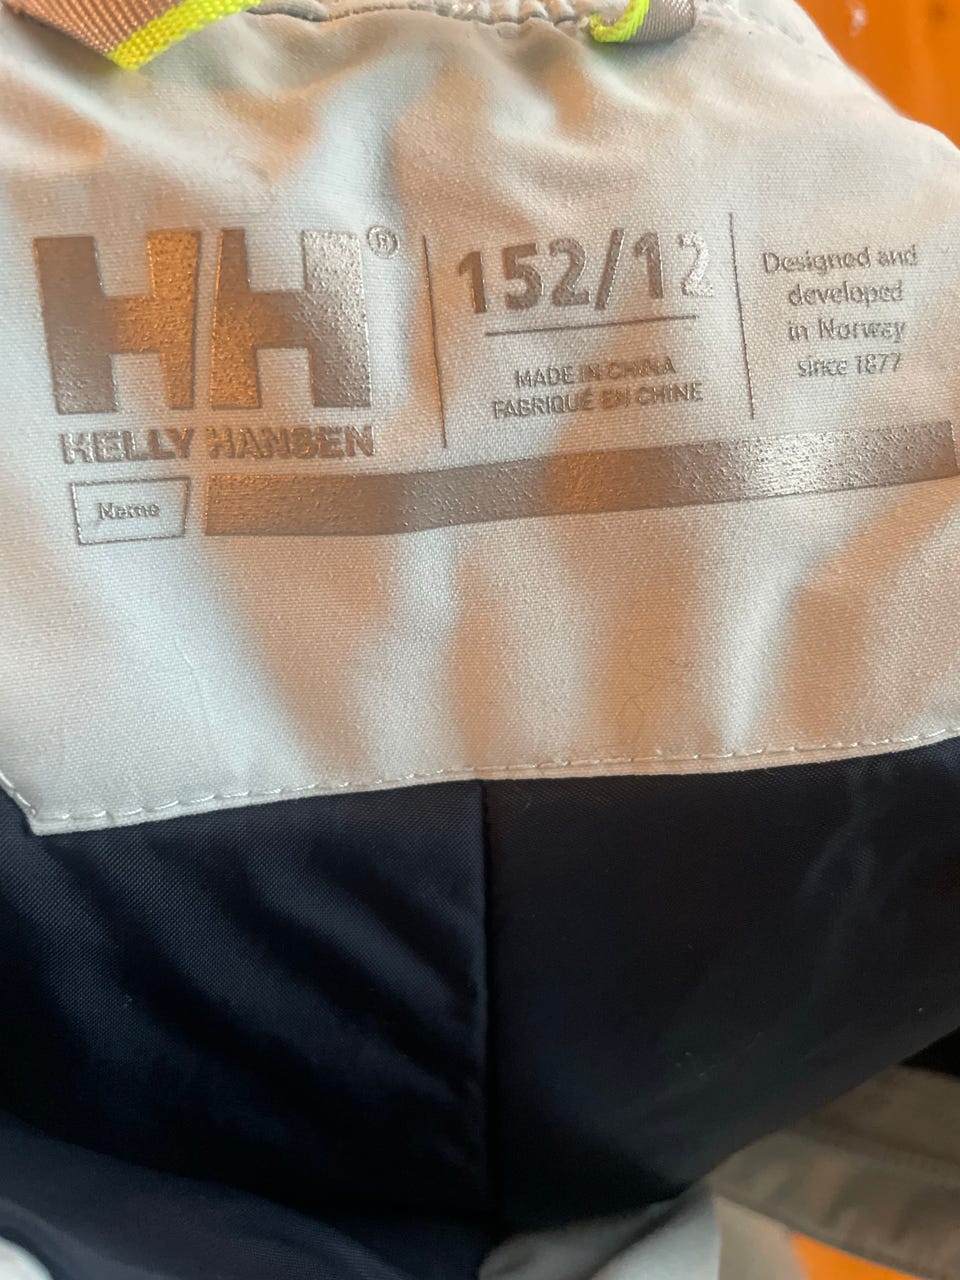 HH®
HELLY HANSEN
152/12
MADE IN CHINA
FABRIQUÉ EN CHINE
Designed and
developed
in Norway
since 1877
Name